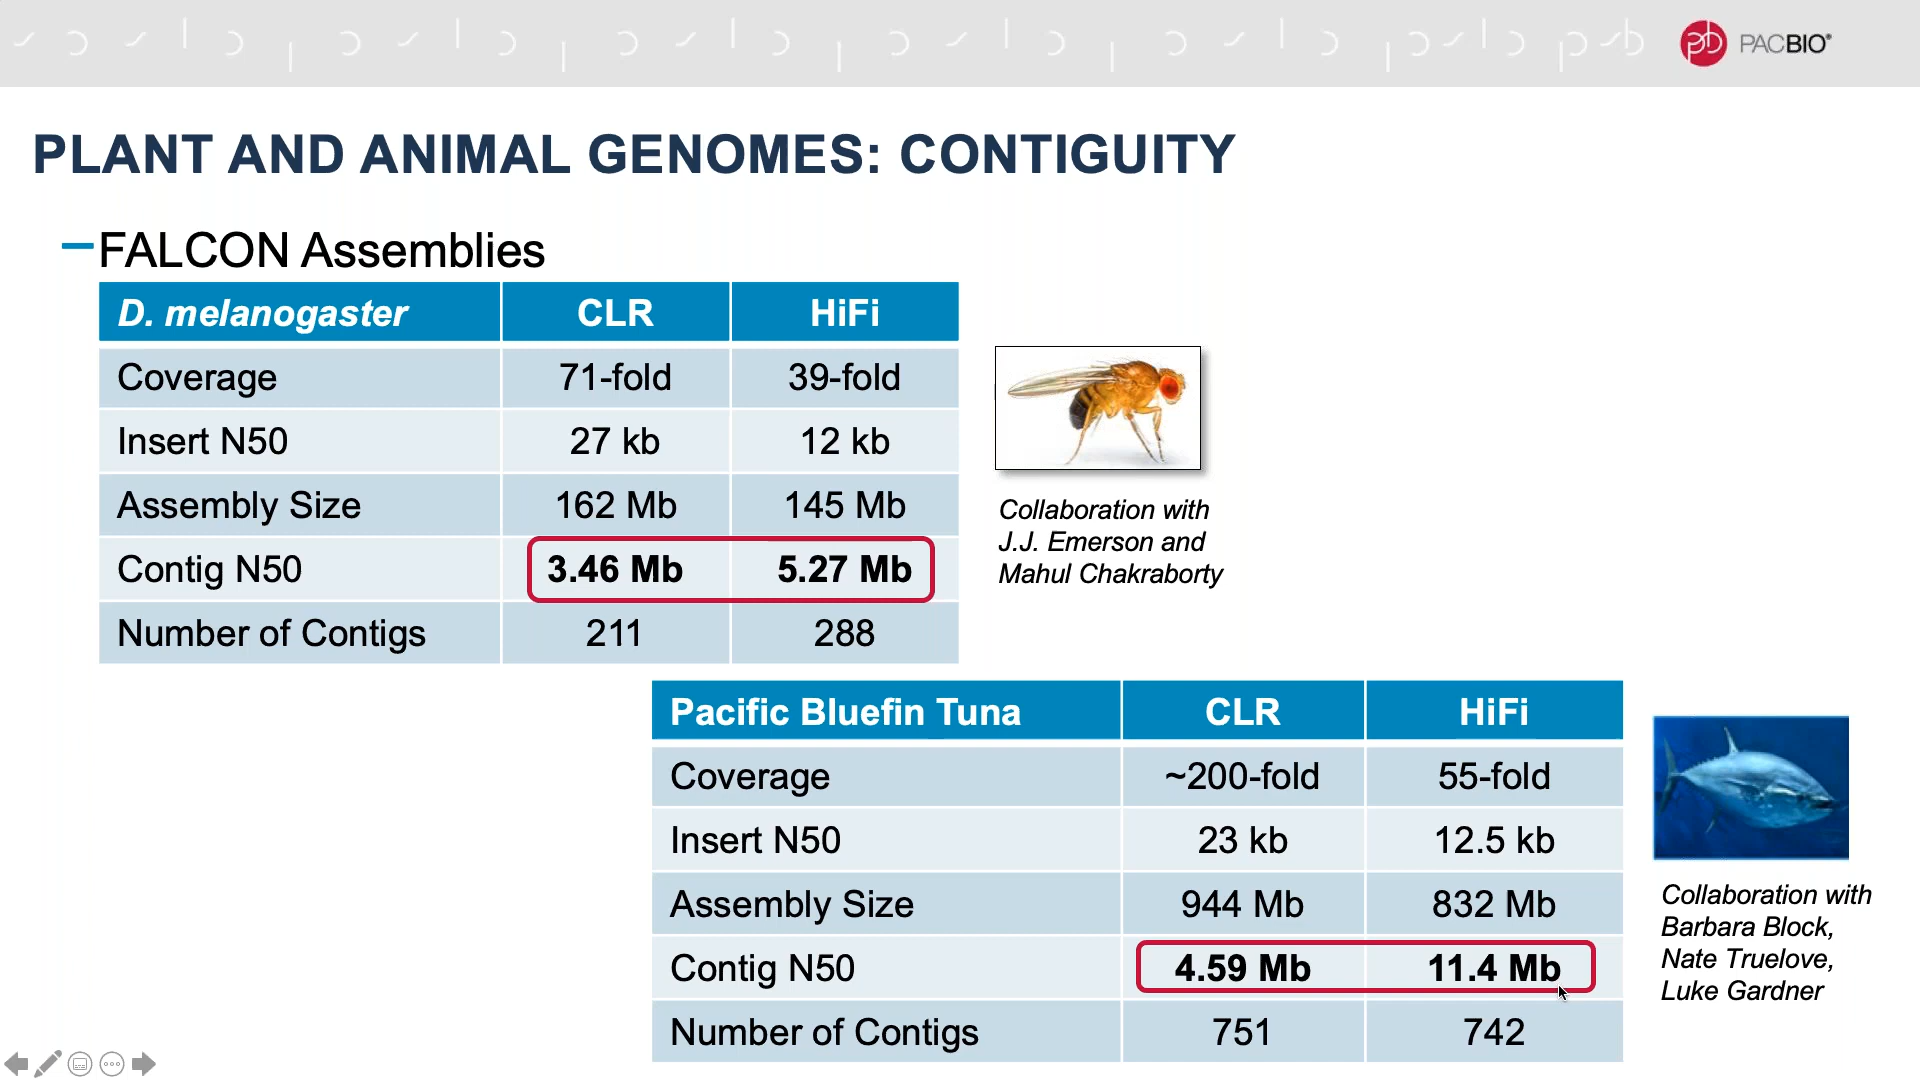 PACBIO®
PLANT AND ANIMAL GENOMES: CONTIGUITY
FALCON Assemblies
D. melanogaster CLR HiFi
Coverage 71-fold 39-fold
Insert N50 27 kb 12 kb
Assembly Size 162 Mb 145 Mb
Contig N50 3.46 Mb 5.27 Mb
Number of Contigs 211 288
Collaboration with
J.J. Emerson and
Mahul Chakraborty
Pacific Bluefin Tuna CLR HiFi
Coverage ~200-fold 55-fold
Insert N50 23 kb 12.5 kb
Assembly Size 944 Mb 832 Mb
Contig N50 4.59 Mb 11.4 Mb
Number of Contigs 751 742
Collaboration with
Barbara Block,
Nate Truelove,
Luke Gardner